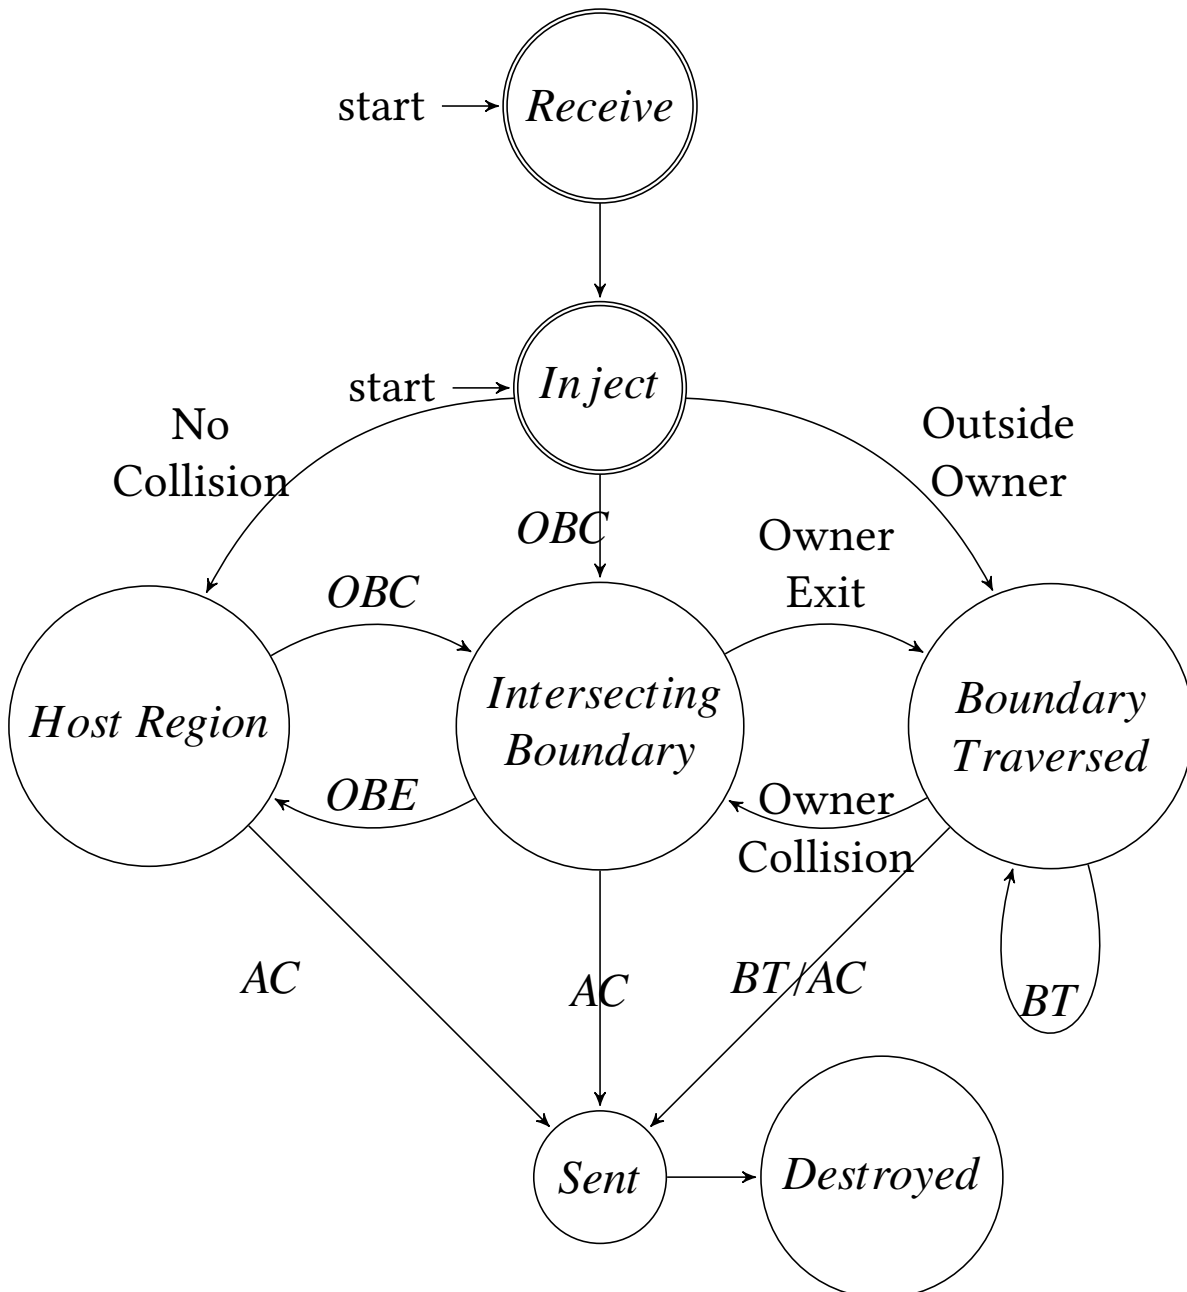 start
Receive
start
Inject
No
Collision
Outside
Owner
OBC
Owner
Exit
OBC
Host Region
Intersecting
Boundary
Boundary
Traversed
OBE
Owner
Collision
AC
AC
BT/AC
BT
Sent
Destroyed